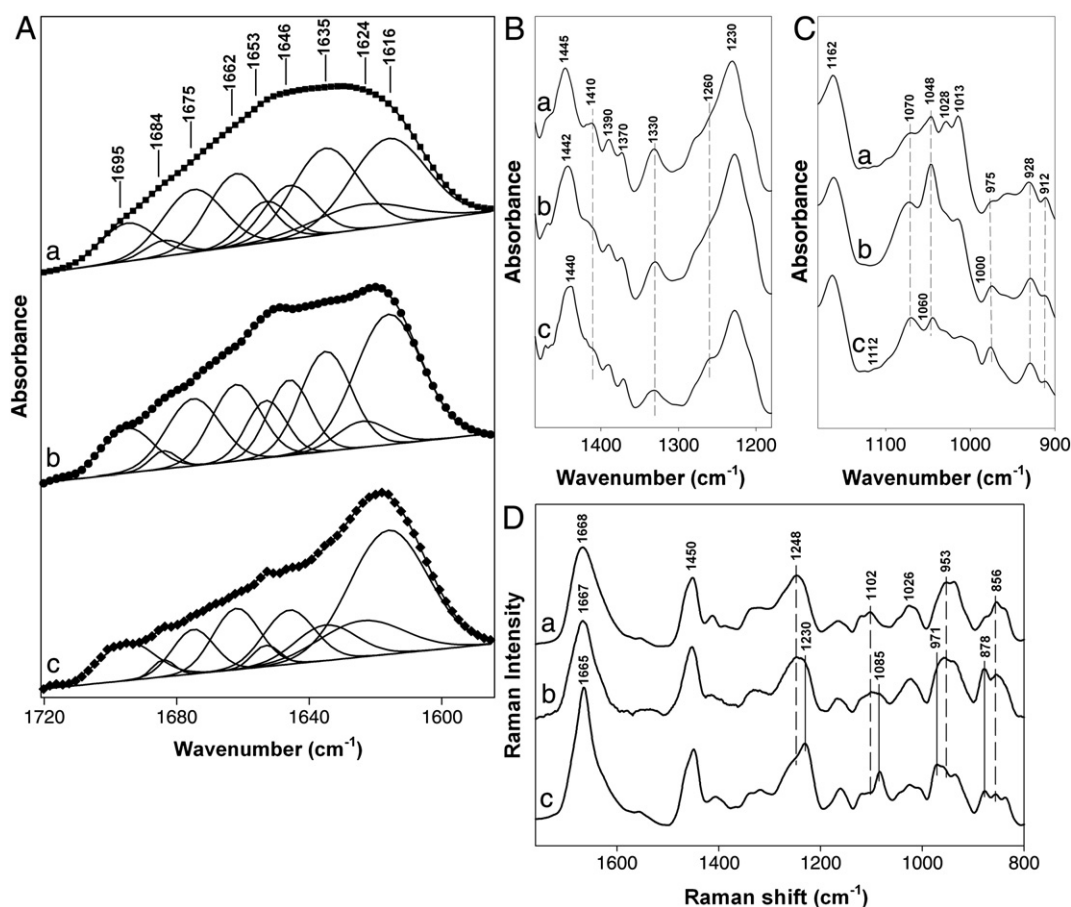 A
1695
1684
1675
1662
1653
1646
1635
1624
1616
a
b
c
Absorbance
1720 1680 1640 1600
Wavenumber (cm-1)
B
1445
1410
1390
1370
1330
1260
1230
a
1442
b
1440
c
Absorbance
1400 1300 1200
Wavenumber (cm-1)
C
1162
1070
1048
1028
1013
975
928
912
a
b
1000
1060
c
1112
Absorbance
1100 1000 900
Wavenumber (cm-1)
D
1668
1450
1248
1102
1026
953
856
a
1667
1230
1085
971
878
b
1665
c
Raman Intensity
1600 1400 1200 1000 800
Raman shift (cm-1)